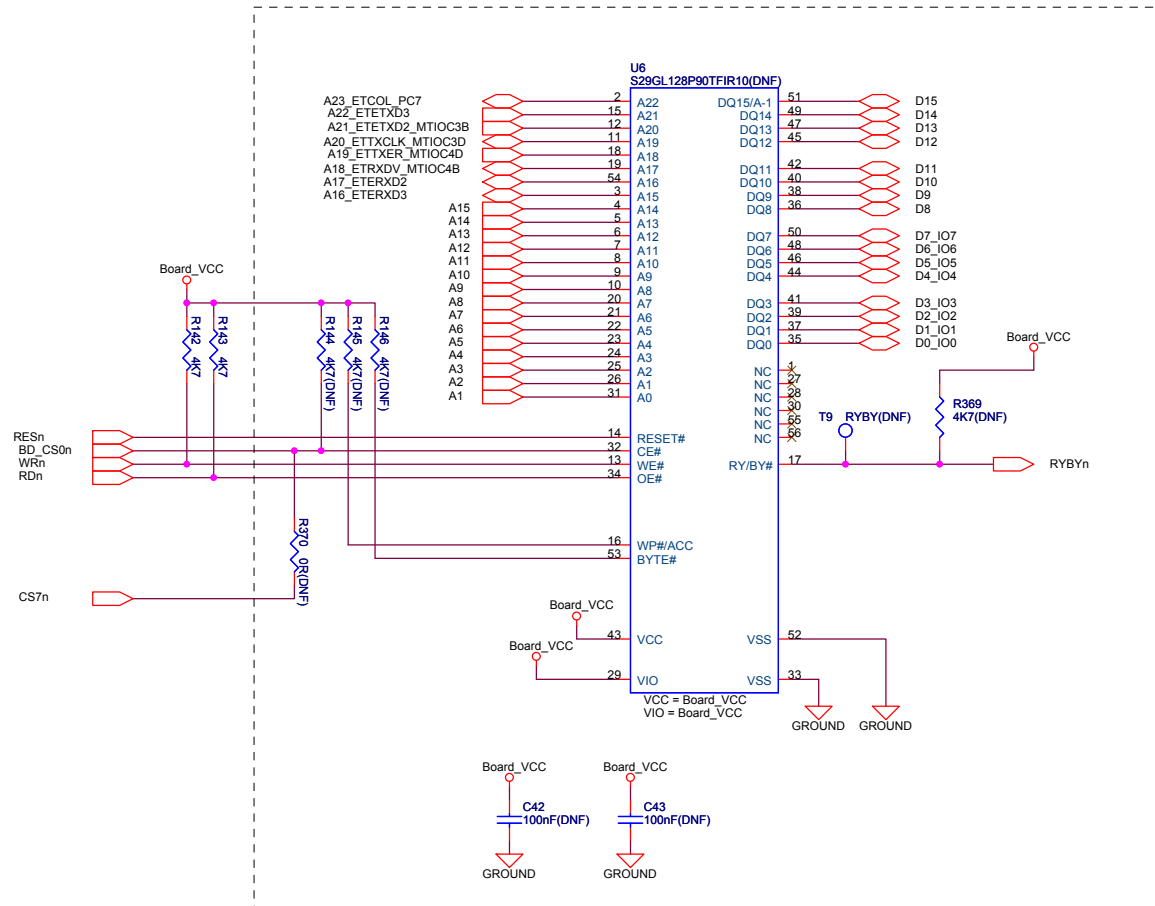 U6
S29GL128P90TFIR10(DNF)
A23_ETCOL_PC7 2 A22 DQ15/A-1 51 D15
A22_ETETXD3 15 A21 DQ14 49 D14
A21_ETETXD2_MTIOC3B 12 A20 DQ13 47 D13
A20_ETTXCLK_MTIOC3D 11 A19 DQ12 45 D12
A19_ETTXER_MTIOC4D 18 A18
A18_ETRXDV_MTIOC4B 19 A17 DQ11 42 D11
A17_ETERXD2 54 A16 DQ10 40 D10
A16_ETERXD3 3 A15 DQ9 38 D9
A15 4 A14 DQ8 36 D8
A14 5 A13
A13 6 A12 DQ7 50 D7_IO7
A12 7 A11 DQ6 48 D6_IO6
A11 8 A10 DQ5 46 D5_IO5
A10 9 A9 DQ4 44 D4_IO4
A9 10 A8
A8 20 A7 DQ3 41 D3_IO3
A7 21 A6 DQ2 39 D2_IO2
A6 22 A5 DQ1 37 D1_IO1
A5 23 A4 DQ0 35 D0_IO0
A4 24 A3
A3 25 A2 NC 1
A2 26 A1 NC 27
A1 31 A0 NC 28
NC 30
NC 55
NC 56
Board_VCC
R142 4K7
R143 4K7
R144 4K7(DNF)
R145 4K7(DNF)
R146 4K7(DNF)
Board_VCC
R369
4K7(DNF)
T9 RYBY(DNF)
RESn 14 RESET#
BD_CS0n 32 CE#
WRn 13 WE# RY/BY# 17 RYBYn
RDn 34 OE#
R370 0R(DNF)
16 WP#/ACC
53 BYTE#
CS7n
Board_VCC
43 VCC VSS 52
Board_VCC
29 VIO VSS 33
VCC = Board_VCC
VIO = Board_VCC
GROUND GROUND
Board_VCC Board_VCC
C42 C43
100nF(DNF) 100nF(DNF)
GROUND GROUND